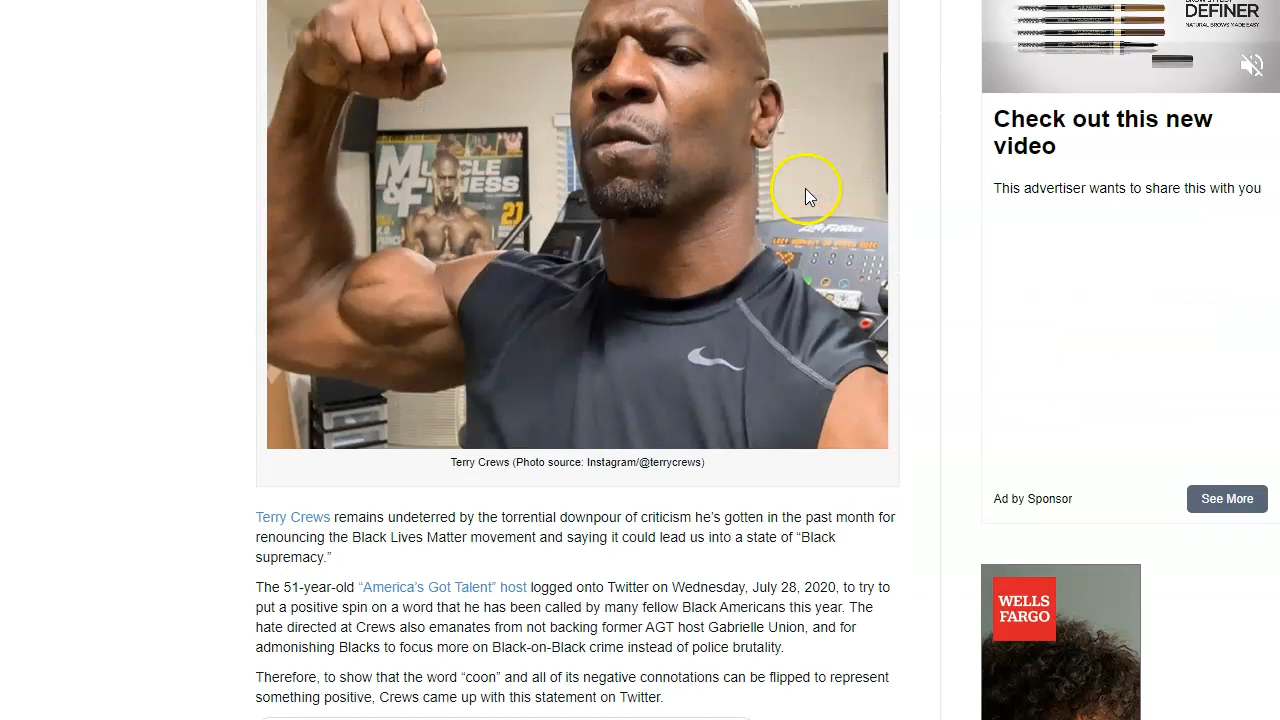 DEFINER
NATURAL BROWS MADE EASY
Check out this new
video
This advertiser wants to share this with you
MUSCLE
& FITNESS
21
Terry Crews (Photo source: Instagram/@terrycrews)
Ad by Sponsor
See More
Terry Crews remains undeterred by the torrential downpour of criticism he’s gotten in the past month for
renouncing the Black Lives Matter movement and saying it could lead us into a state of “Black
supremacy.”
The 51-year-old “America’s Got Talent” host logged onto Twitter on Wednesday, July 28, 2020, to try to
put a positive spin on a word that he has been called by many fellow Black Americans this year. The
hate directed at Crews also emanates from not backing former AGT host Gabrielle Union, and for
admonishing Blacks to focus more on Black-on-Black crime instead of police brutality.
Therefore, to show that the word “coon” and all of its negative connotations can be flipped to represent
something positive, Crews came up with this statement on Twitter.
WELLS
FARGO